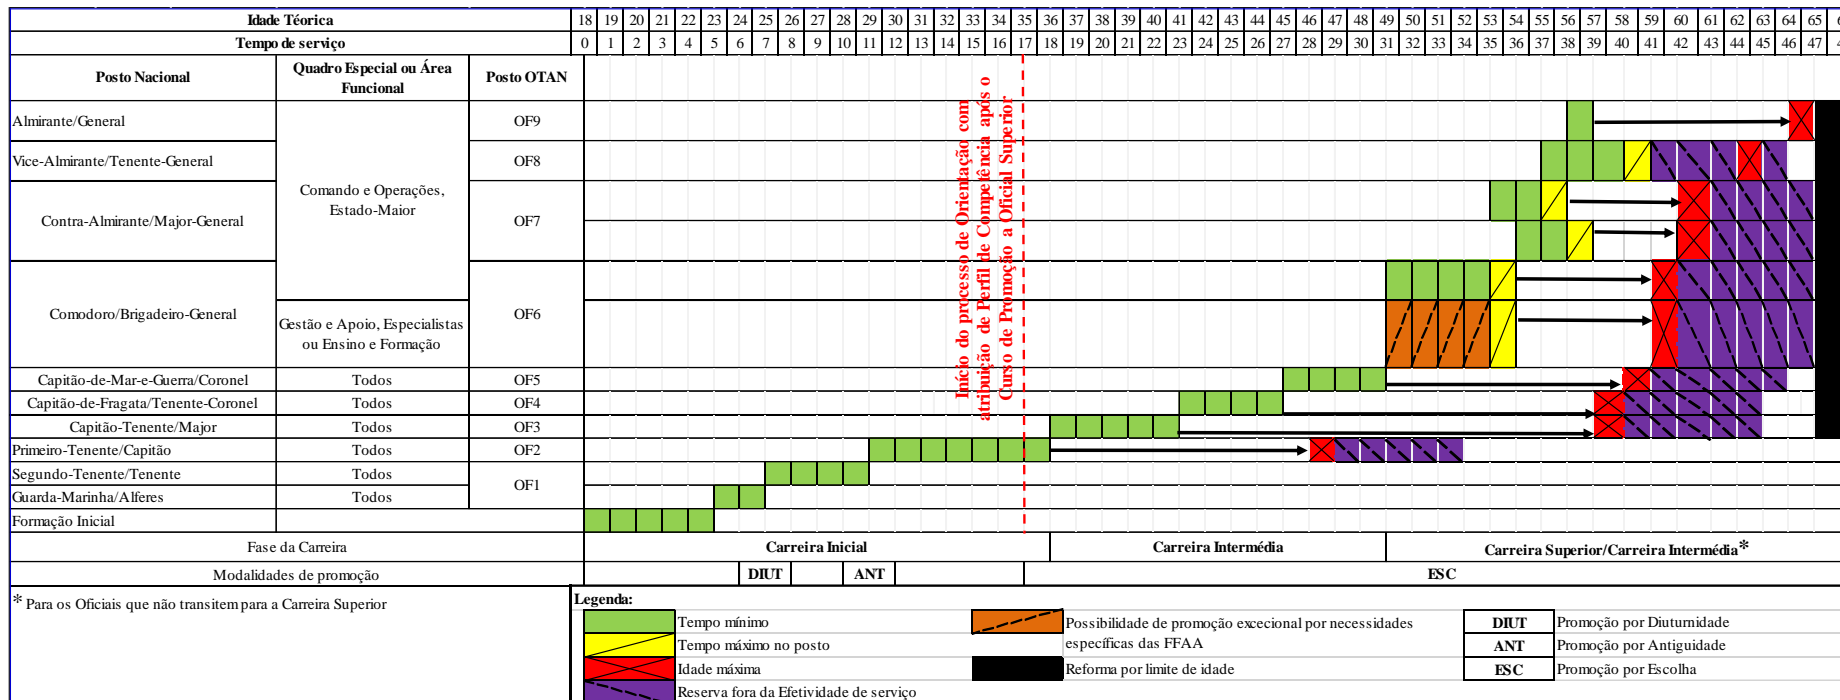 Idade Téorica 18 19 20 21 22 23 24 25 26 27 28 29 30 31 32 33 34 35 36 37 38 39 40 41 42 43 44 45 46 47 48 49 50 51 52 53 54 55 56 57 58 59 60 61 62 63 64 65
Tempo de serviço 0 1 2 3 4 5 6 7 8 9 10 11 12 13 14 15 16 17 18 19 20 21 22 23 24 25 26 27 28 29 30 31 32 33 34 35 36 37 38 39 40 41 42 43 44 45 46 47
Posto Nacional
Quadro Especial ou Área
Funcional
Posto OTAN
Almirante/General
OF9
Vice-Almirante/Tenente-General
OF8
Comando e Operações,
Estado-Maior
Contra-Almirante/Major-General
OF7
Comodoro/Brigadeiro-General
OF6
Gestão e Apoio, Especialistas
ou Ensino e Formação
Capitão-de-Mar-e-Guerra/Coronel Todos OF5
Capitão-de-Fragata/Tenente-Coronel Todos OF4
Capitão-Tenente/Major Todos OF3
Primeiro-Tenente/Capitão Todos OF2
Segundo-Tenente/Tenente Todos
OF1
Guarda-Marinha/Alferes Todos
Formação Inicial
Início do processo de Orientação com
atribuição de Perfil de Competência após o
Curso de Promoção a Oficial Superior
Fase da Carreira Carreira Inicial Carreira Intermédia Carreira Superior/Carreira Intermédia*
Modalidades de promoção DIUT ANT ESC
* Para os Oficiais que não transitem para a Carreira Superior
Legenda:
Tempo mínimo
Tempo máximo no posto
Idade máxima
Reserva fora da Efetividade de serviço
Possibilidade de promoção excecional por necessidades
específicas das FFAA
Reforma por limite de idade
DIUT Promoção por Diuturnidade
ANT Promoção por Antiguidade
ESC Promoção por Escolha